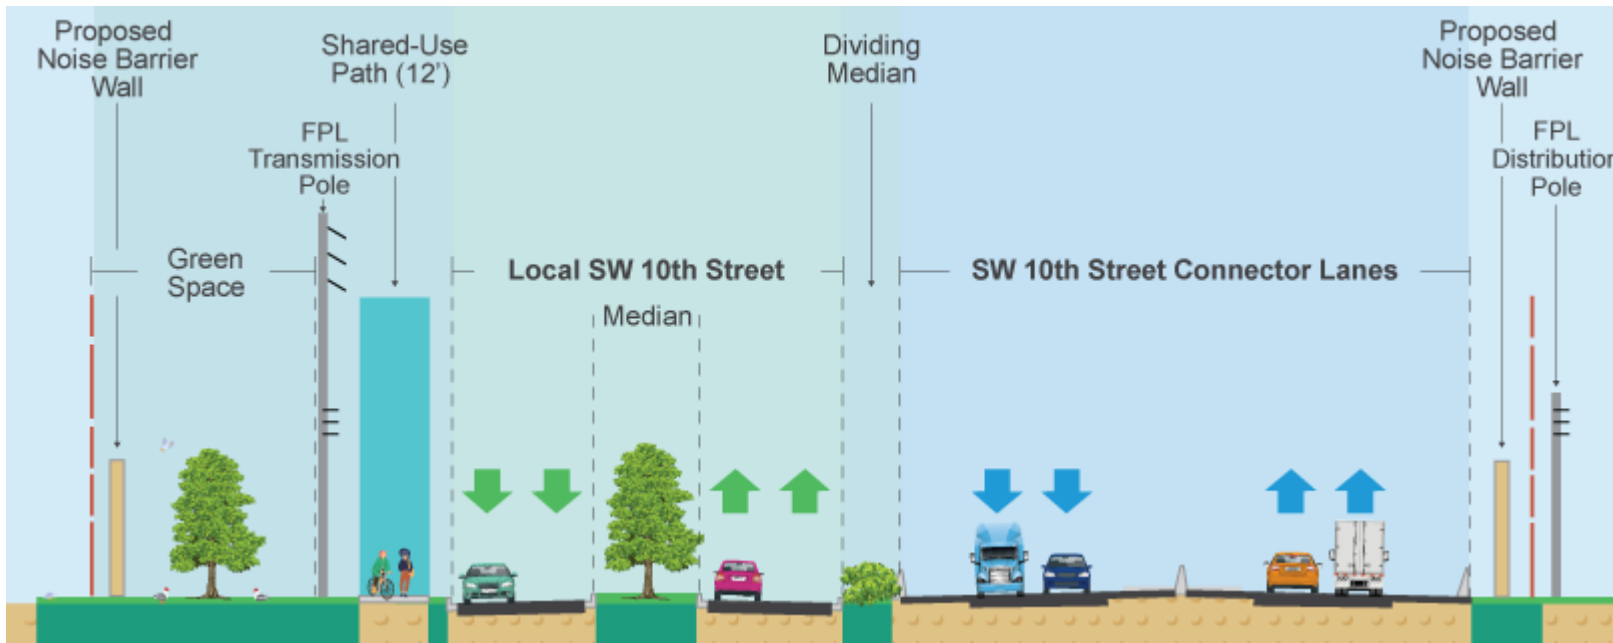 Proposed
Noise Barrier
Wall
Shared-Use
Path (12')
FPL
Transmission
Pole
Green
Space
Local SW 10th Street
Median
Dividing
Median
SW 10th Street Connector Lanes
Proposed
Noise Barrier
Wall
FPL
Distribution
Pole